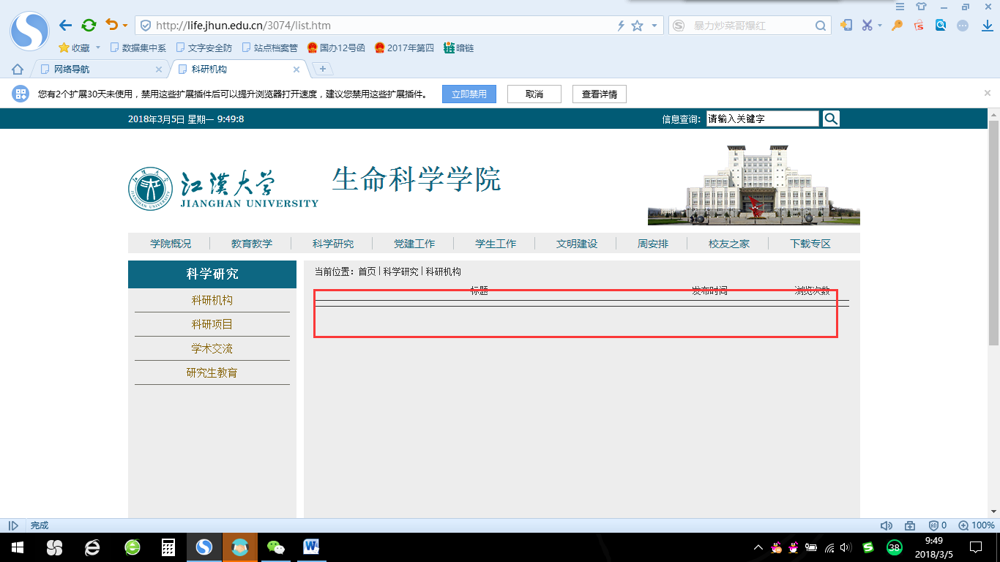 http://life.jhun.edu.cn/3074/list.htm
暴力炒菜哥爆红
收藏 数据集中系 文字安全防 站点档案管 国办12号函 2017年第四 暗链
网络导航 科研机构
您有2个扩展30天未使用，禁用这些扩展插件后可以提升浏览器打开速度，建议您禁用这些扩展插件。 立即禁用 取消 查看详情
2018年3月5日 星期一 9:49:8 信息查询: 请输入关键字
江汉大学 生命科学学院
JIANGHAN UNIVERSITY
学院概况 教育教学 科学研究 党建工作 学生工作 文明建设 周安排 校友之家 下载专区
科学研究
科研机构
科研项目
学术交流
研究生教育
当前位置: 首页 | 科学研究 | 科研机构
标题 发布时间 浏览次数
完成 0 100%
38 9:49
2018/3/5